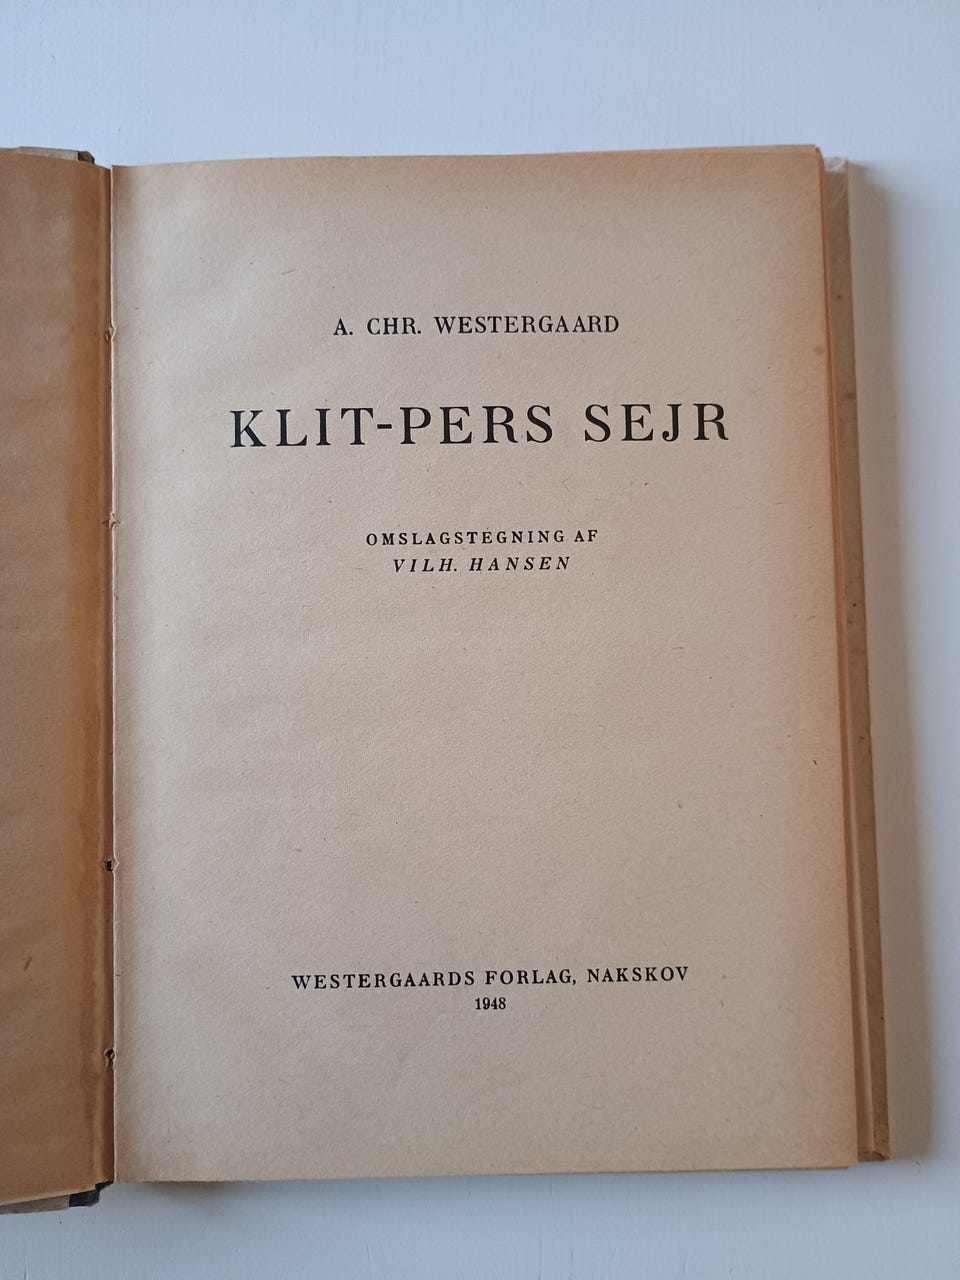 A. CHR. WESTERGAARD
KLIT-PERS SEJR
OMSLAGSTEGNING AF
VILH. HANSEN
WESTERGAARDS FORLAG, NAKSKOV
1948